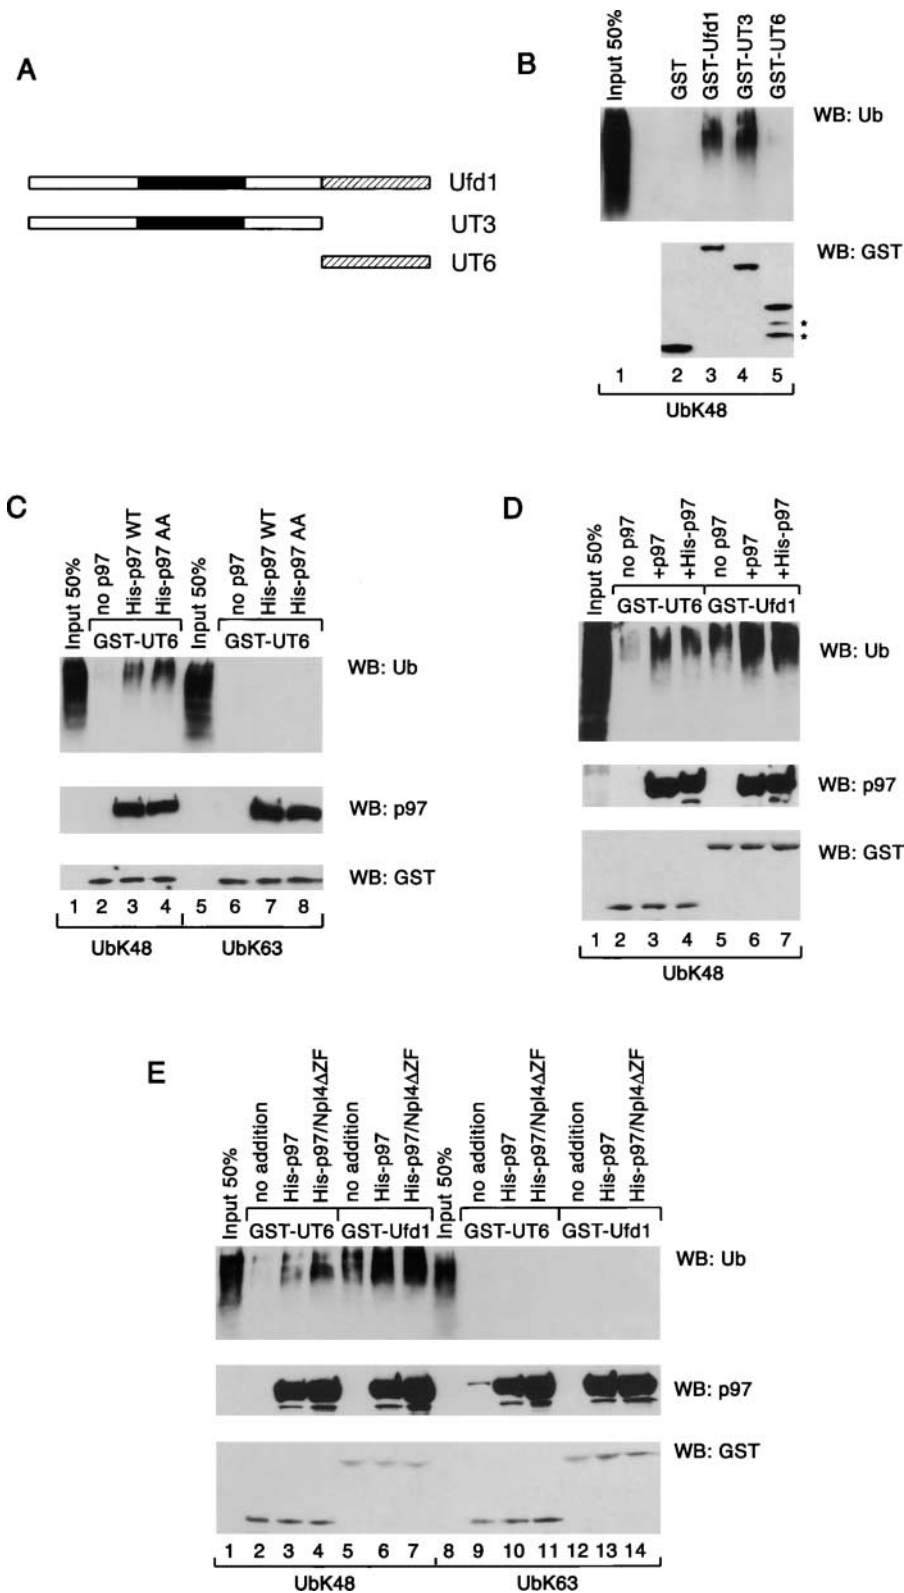 A
Ufd1
UT3
UT6
B
Input 50%
GST
GST-Ufd1
GST-UT3
GST-UT6
WB: Ub
WB: GST
*
*
1 2 3 4 5
UbK48
C
Input 50%
no p97
His-p97 WT
His-p97 AA
Input 50%
no p97
His-p97 WT
His-p97 AA
GST-UT6 GST-UT6
WB: Ub
WB: p97
WB: GST
1 2 3 4 5 6 7 8
UbK48 UbK63
D
Input 50%
no p97
+p97
+His-p97
no p97
+p97
+His-p97
GST-UT6 GST-Ufd1
WB: Ub
WB: p97
WB: GST
1 2 3 4 5 6 7
UbK48
E
Input 50%
no addition
His-p97
His-p97/Npl4ΔZF
no addition
His-p97
His-p97/Npl4ΔZF
Input 50%
no addition
His-p97
His-p97/Npl4ΔZF
no addition
His-p97
His-p97/Npl4ΔZF
GST-UT6 GST-Ufd1 GST-UT6 GST-Ufd1
WB: Ub
WB: p97
WB: GST
1 2 3 4 5 6 7 8 9 10 11 12 13 14
UbK48 UbK63